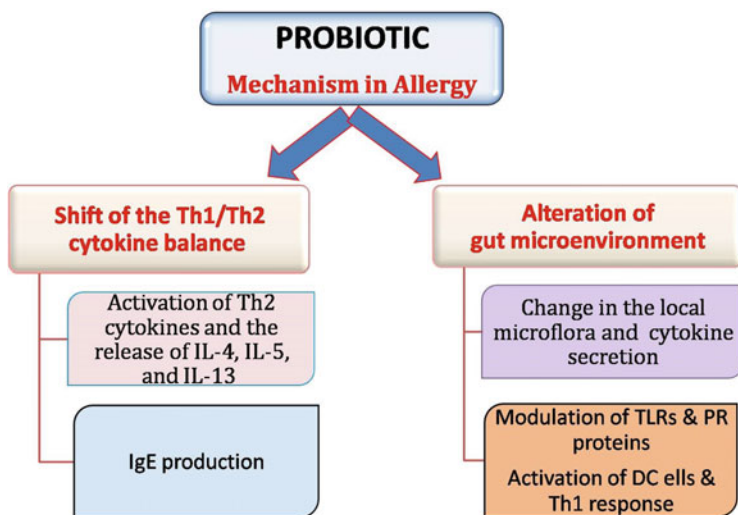 PROBIOTIC
Mechanism in Allergy
Shift of the Th1/Th2
cytokine balance
Activation of Th2
cytokines and the
release of IL-4, IL-5,
and IL-13
IgE production
Alteration of
gut microenvironment
Change in the local
microflora and cytokine
secretion
Modulation of TLRs & PR
proteins
Activation of DC ells &
Th1 response